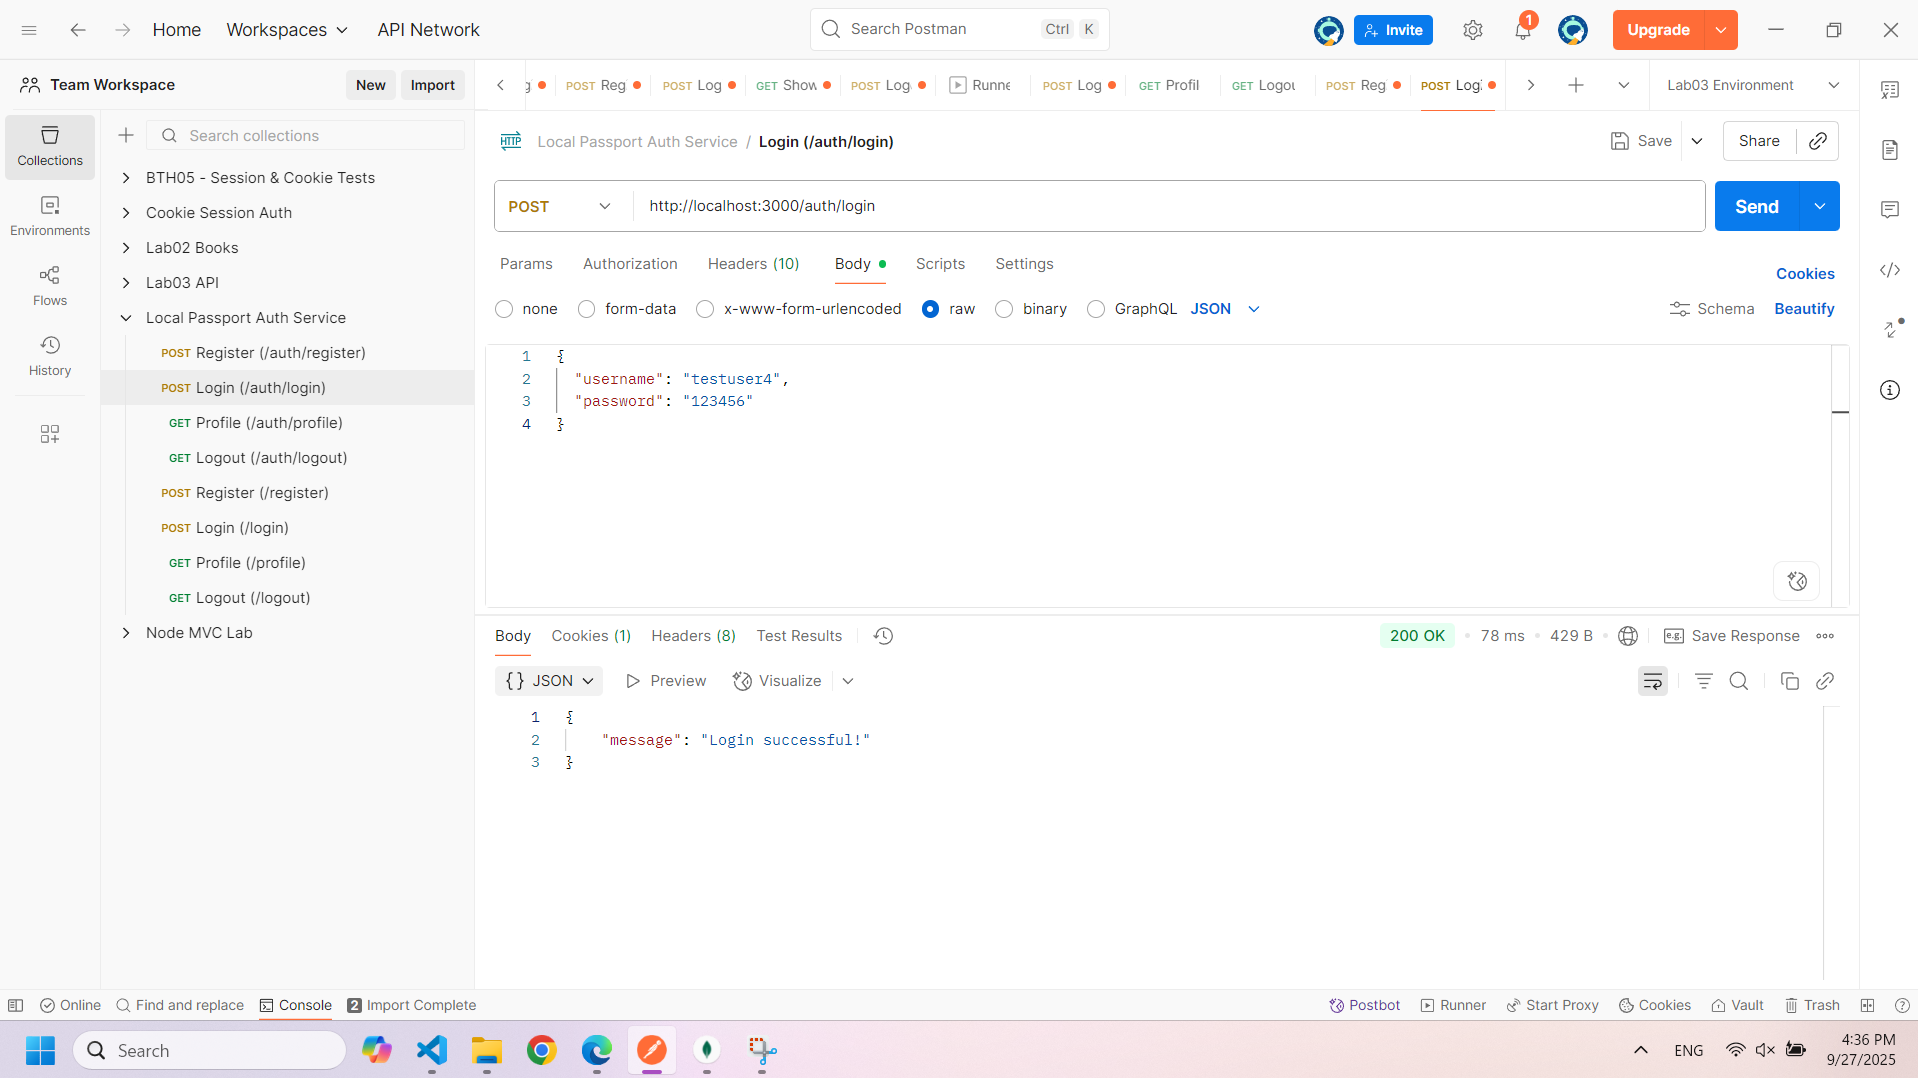 Home Workspaces API Network Search Postman Ctrl K Invite 1 Upgrade
Team Workspace New Import
g POST Reg POST Log GET Show POST Log Runne POST Log GET Profil GET Logou POST Reg POST Log Lab03 Environment
Search collections
Collections
Environments
Flows
History
BTH05 - Session & Cookie Tests
Cookie Session Auth
Lab02 Books
Lab03 API
Local Passport Auth Service
POST Register (/auth/register)
POST Login (/auth/login)
GET Profile (/auth/profile)
GET Logout (/auth/logout)
POST Register (/register)
POST Login (/login)
GET Profile (/profile)
GET Logout (/logout)
Node MVC Lab
HTTP Local Passport Auth Service / Login (/auth/login) Save Share
POST http://localhost:3000/auth/login Send
Params Authorization Headers (10) Body Scripts Settings Cookies
none form-data x-www-form-urlencoded raw binary GraphQL JSON Schema Beautify
1 {
2 "username": "testuser4",
3 "password": "123456"
4 }
Body Cookies (1) Headers (8) Test Results 200 OK 78 ms 429 B e.g. Save Response
{} JSON Preview Visualize
1 {
2 "message": "Login successful!"
3 }
Online Find and replace Console 2 Import Complete Postbot Runner Start Proxy Cookies Vault Trash
Search ENG 4:36 PM
9/27/2025